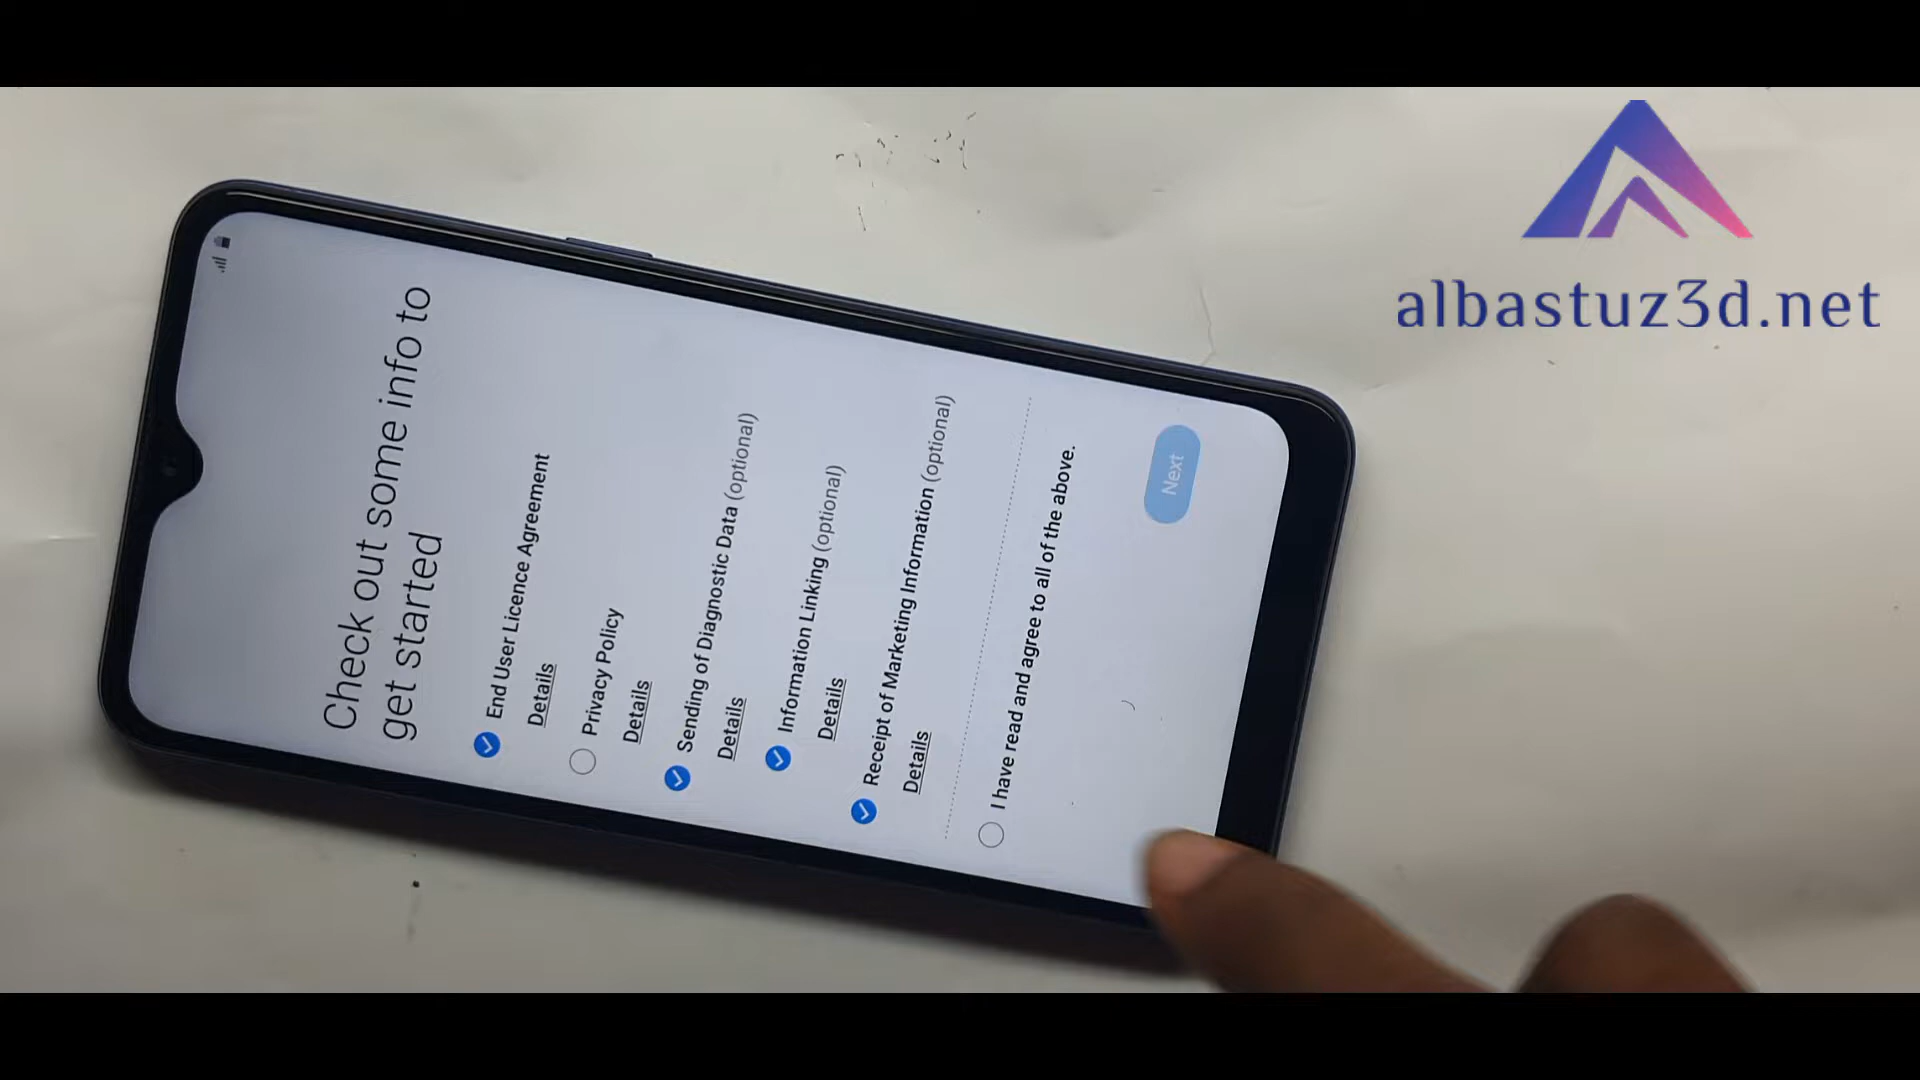 Check out some info to
get started
End User Licence Agreement
Details
Privacy Policy
Details
Sending of Diagnostic Data (optional)
Details
Information Linking (optional)
Details
Receipt of Marketing Information (optional)
Details
I have read and agree to all of the above.
Next
albastuz3d.net